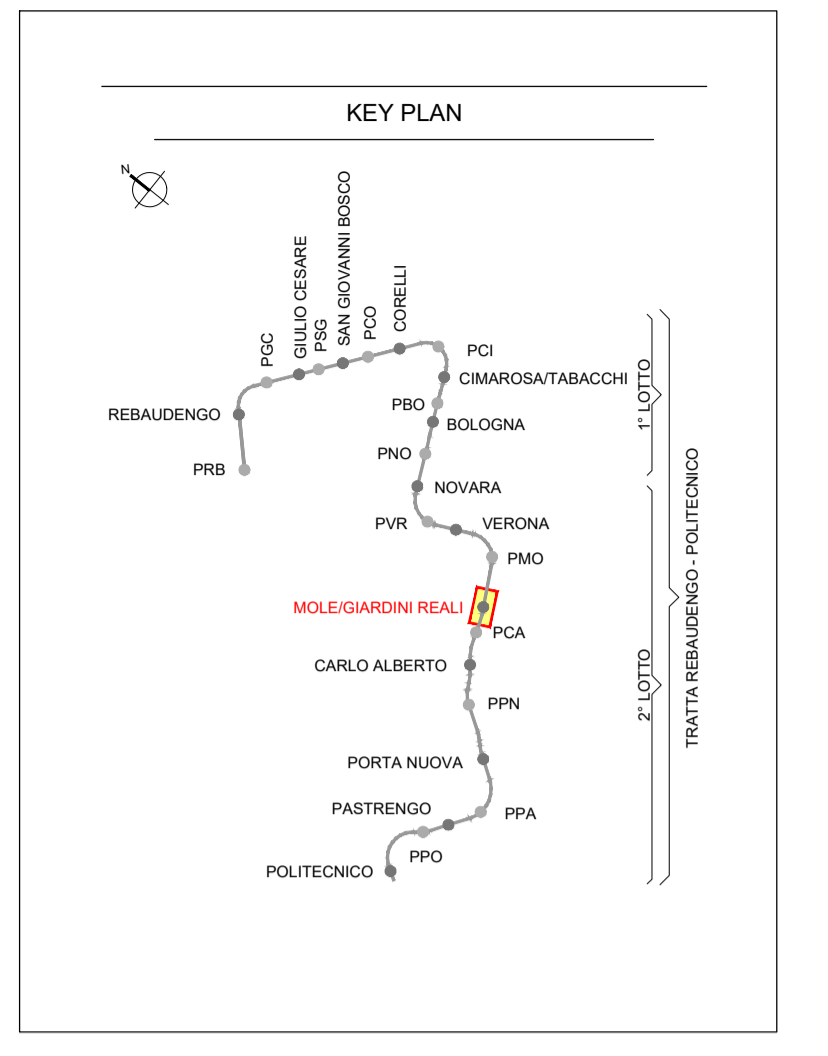 KEY PLAN
N
PGC
GIULIO CESARE
PSG
SAN GIOVANNI BOSCO
PCO
CORELLI
PCI
CIMAROSA/TABACCHI
REBAUDENGO
PBO
BOLOGNA
PNO
PRB
NOVARA
PVR
VERONA
PMO
MOLE/GIARDINI REALI
PCA
CARLO ALBERTO
PPN
PORTA NUOVA
PASTRENGO
PPA
PPO
POLITECNICO
1° LOTTO
2° LOTTO
TRATTA REBAUDENGO - POLITECNICO